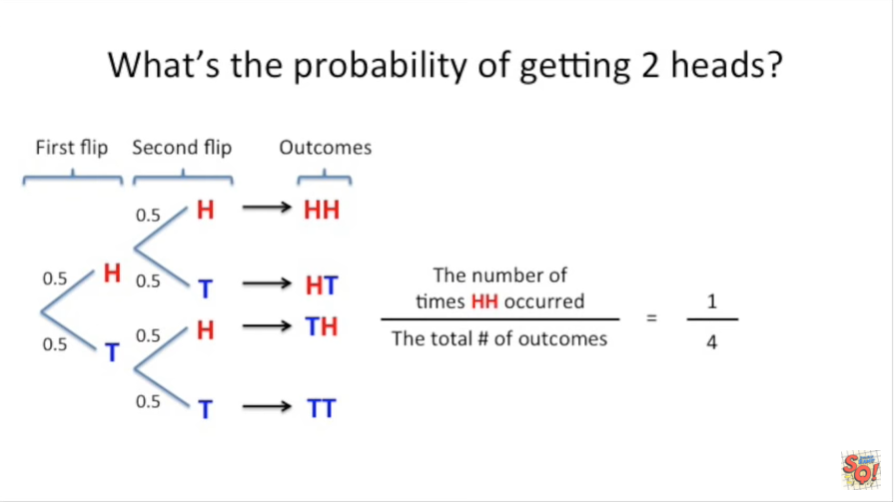 What's the probability of getting 2 heads?
First flip Second flip Outcomes
0.5 H HH
0.5 H 0.5 T HT
0.5 T 0.5 H TH
0.5 T TT
The number of
times HH occurred
The total # of outcomes
=
1
4
SQ!